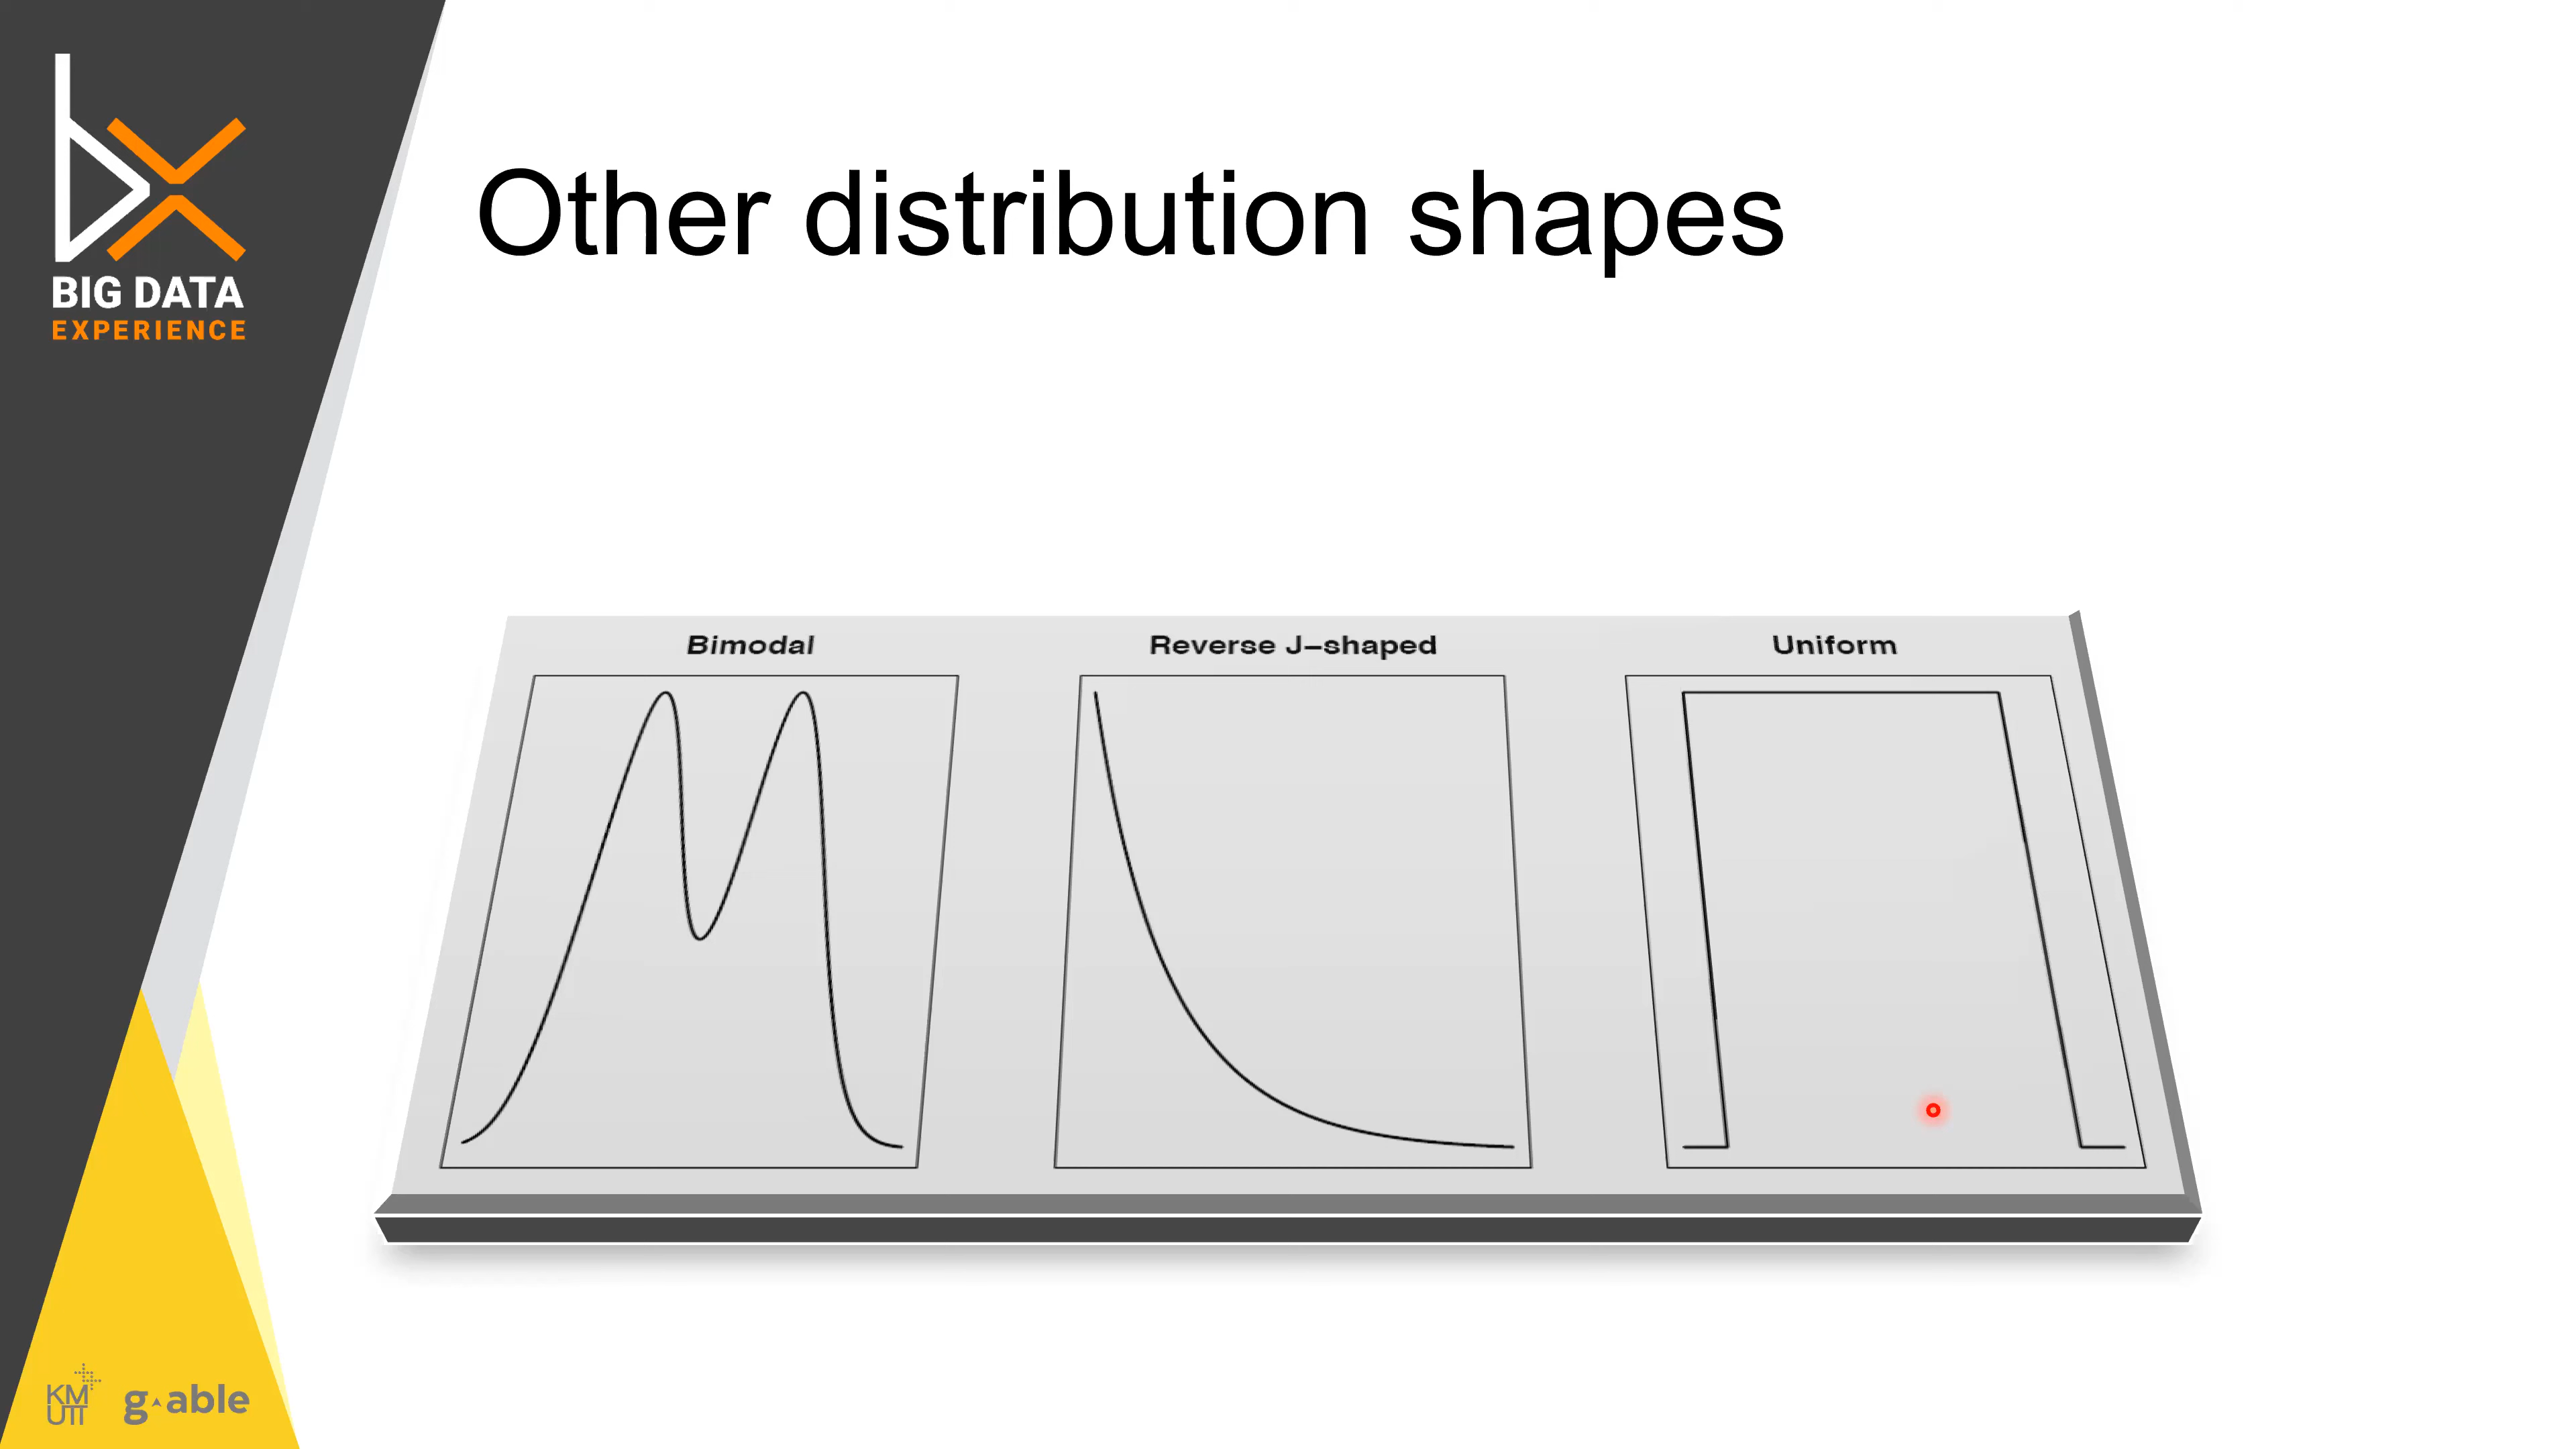 BIG DATA
EXPERIENCE
Other distribution shapes
Bimodal
Reverse J-shaped
Uniform
KM
UTT
g able